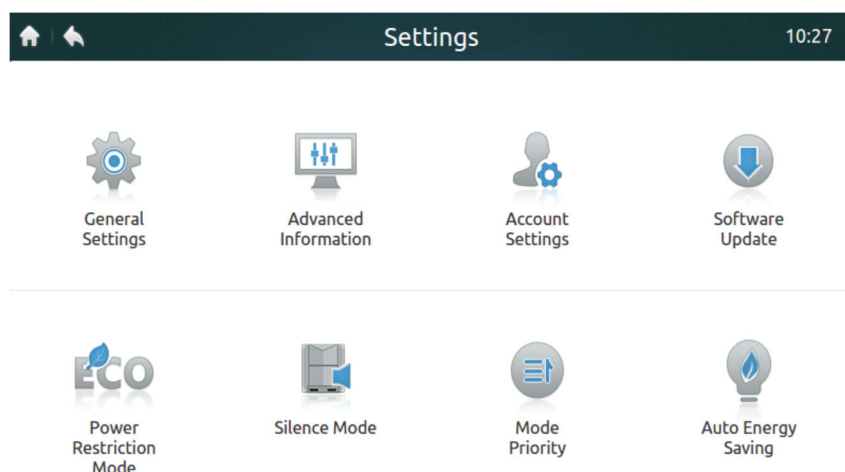 Settings
10:27
General
Settings
Advanced
Information
Account
Settings
Software
Update
ECO
Power
Restriction
Mode
Silence Mode
Mode
Priority
Auto Energy
Saving